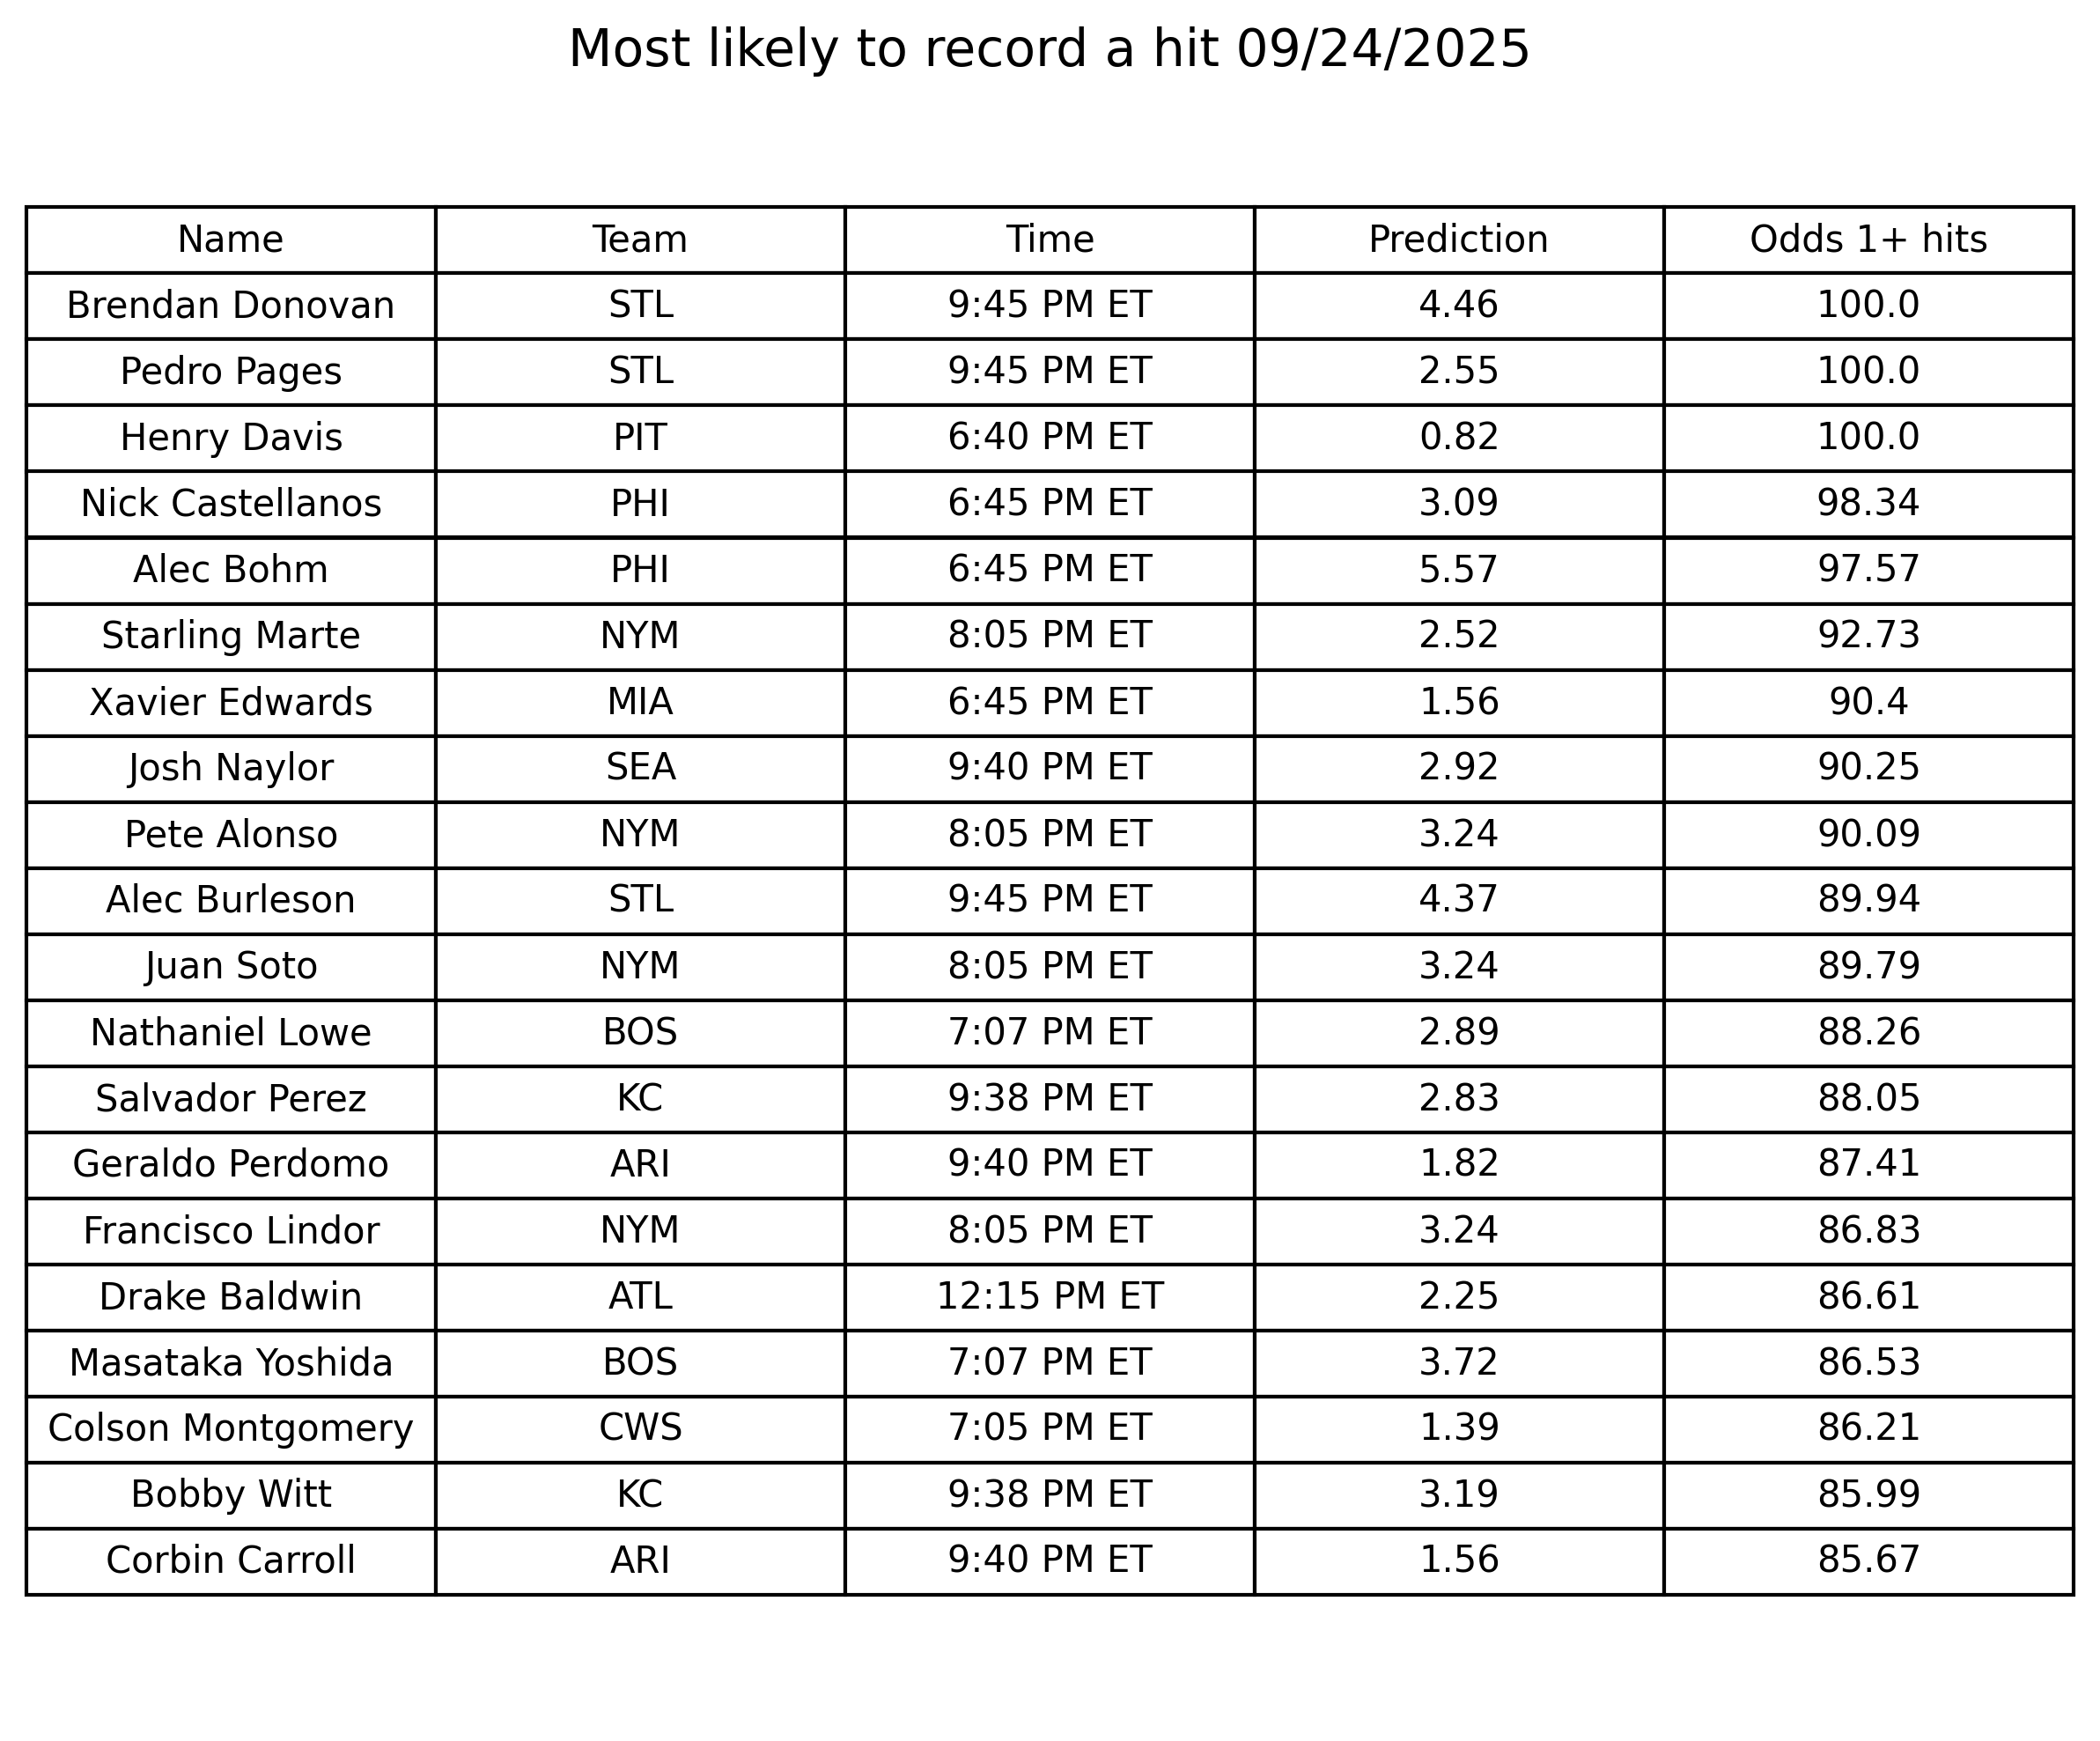 Most likely to record a hit 09/24/2025
Name Team Time Prediction Odds 1+ hits
Brendan Donovan STL 9:45 PM ET 4.46 100.0
Pedro Pages STL 9:45 PM ET 2.55 100.0
Henry Davis PIT 6:40 PM ET 0.82 100.0
Nick Castellanos PHI 6:45 PM ET 3.09 98.34
Alec Bohm PHI 6:45 PM ET 5.57 97.57
Starling Marte NYM 8:05 PM ET 2.52 92.73
Xavier Edwards MIA 6:45 PM ET 1.56 90.4
Josh Naylor SEA 9:40 PM ET 2.92 90.25
Pete Alonso NYM 8:05 PM ET 3.24 90.09
Alec Burleson STL 9:45 PM ET 4.37 89.94
Juan Soto NYM 8:05 PM ET 3.24 89.79
Nathaniel Lowe BOS 7:07 PM ET 2.89 88.26
Salvador Perez KC 9:38 PM ET 2.83 88.05
Geraldo Perdomo ARI 9:40 PM ET 1.82 87.41
Francisco Lindor NYM 8:05 PM ET 3.24 86.83
Drake Baldwin ATL 12:15 PM ET 2.25 86.61
Masataka Yoshida BOS 7:07 PM ET 3.72 86.53
Colson Montgomery CWS 7:05 PM ET 1.39 86.21
Bobby Witt KC 9:38 PM ET 3.19 85.99
Corbin Carroll ARI 9:40 PM ET 1.56 85.67